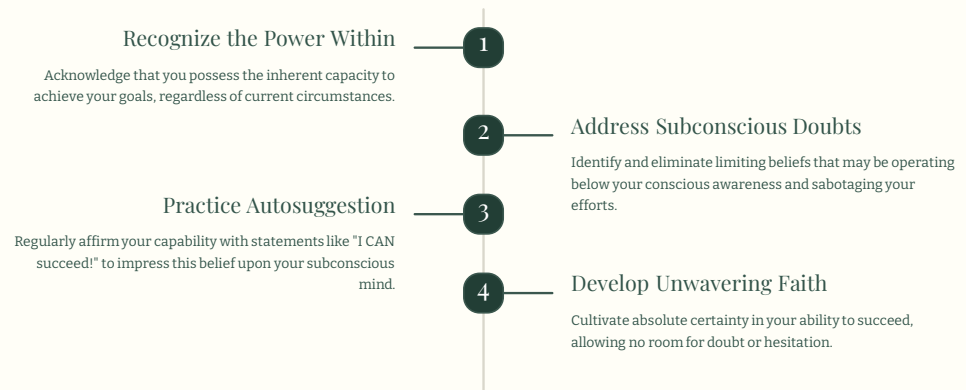 1
Recognize the Power Within
Acknowledge that you possess the inherent capacity to
achieve your goals, regardless of current circumstances.
2
Address Subconscious Doubts
Identify and eliminate limiting beliefs that may be operating
below your conscious awareness and sabotaging your
efforts.
3
Practice Autosuggestion
Regularly affirm your capability with statements like "I CAN
succeed!" to impress this belief upon your subconscious
mind.
4
Develop Unwavering Faith
Cultivate absolute certainty in your ability to succeed,
allowing no room for doubt or hesitation.